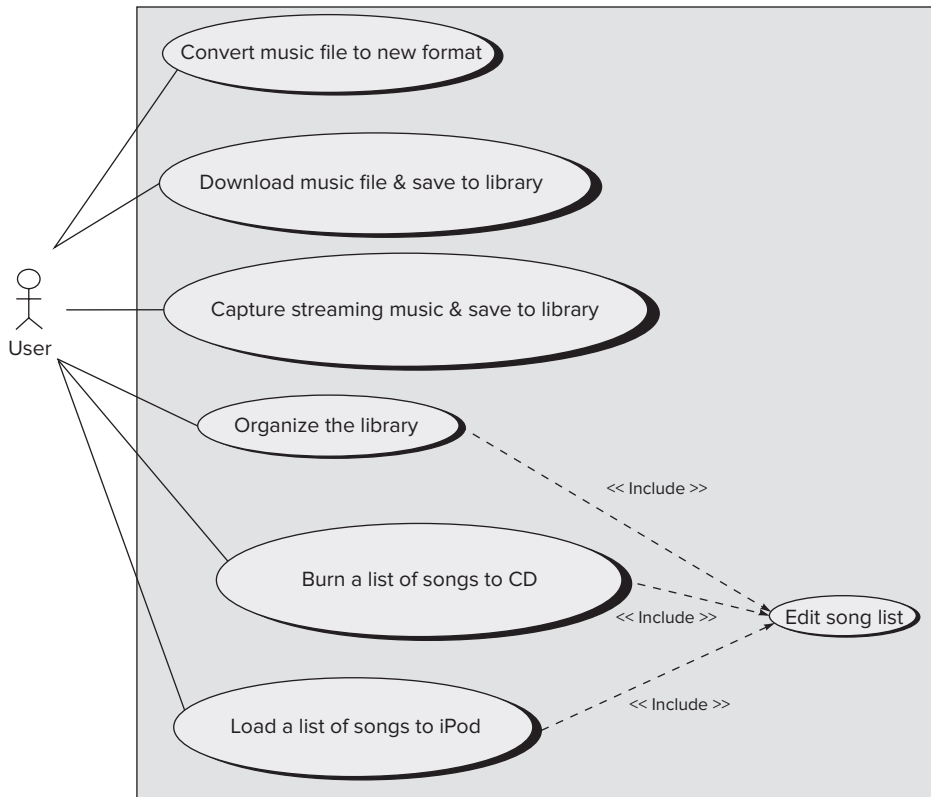 Convert music file to new format
Download music file & save to library
Capture streaming music & save to library
User
Organize the library
<< Include >>
Burn a list of songs to CD
<< Include >>
Edit song list
<< Include >>
Load a list of songs to iPod